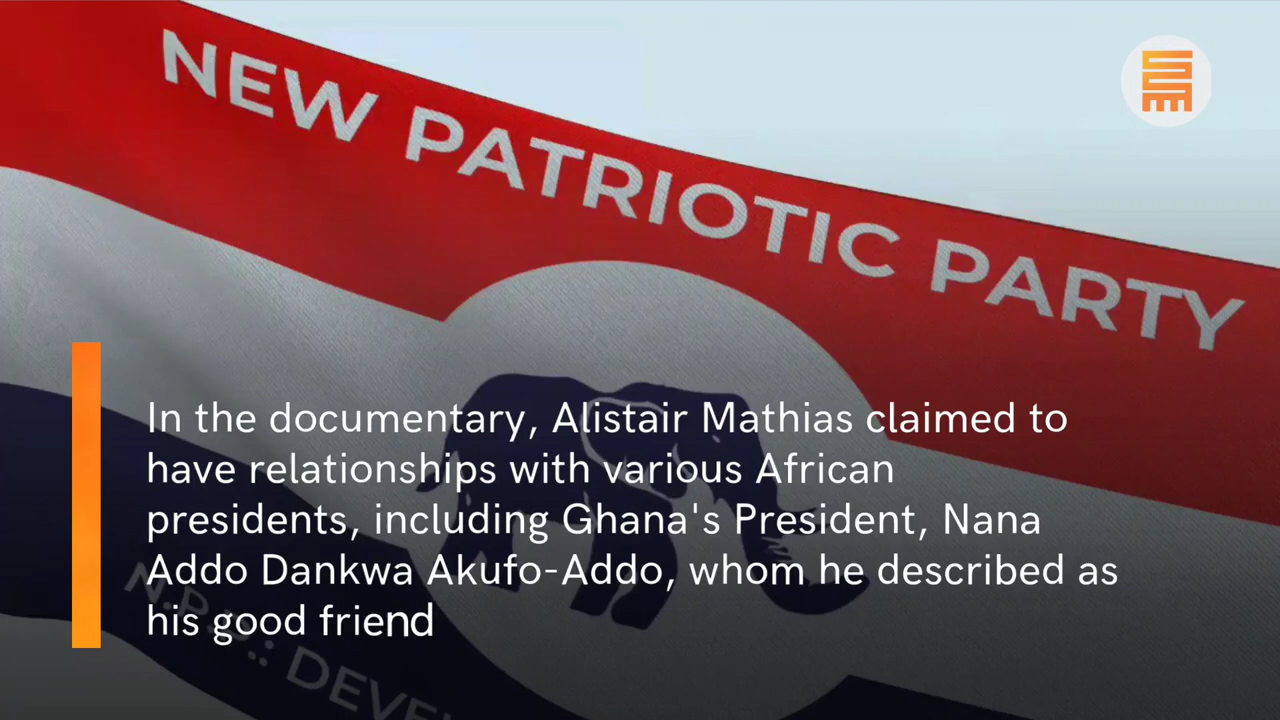 NEW PATRIOTIC PARTY
In the documentary, Alistair Mathias claimed to
have relationships with various African
presidents, including Ghana's President, Nana
Addo Dankwa Akufo-Addo, whom he described as
his good friend